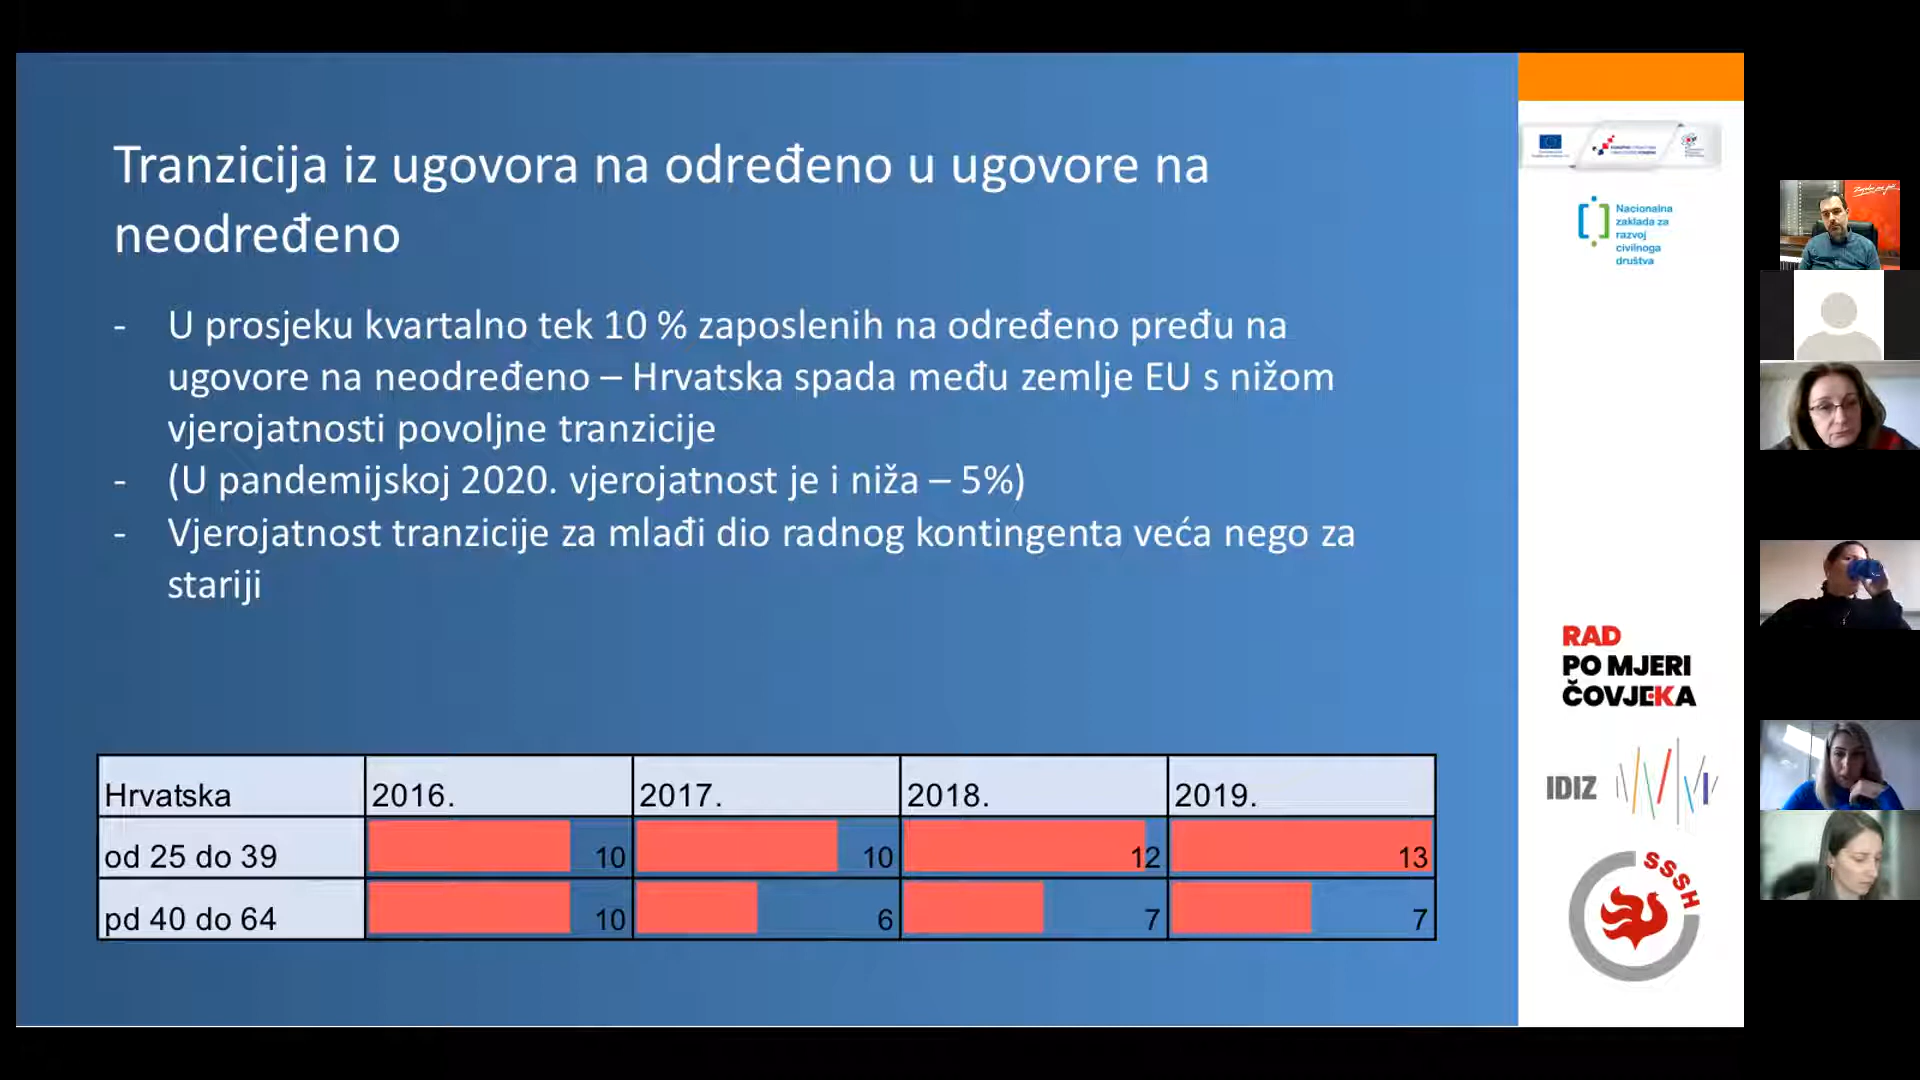 Tranzicija iz ugovora na određeno u ugovore na
neodređeno
- U prosjeku kvartalno tek 10 % zaposlenih na određeno pređu na
ugovore na neodređeno – Hrvatska spada među zemlje EU s nižom
vjerojatnosti povoljne tranzicije
- (U pandemijskoj 2020. vjerojatnost je i niža – 5%)
- Vjerojatnost tranzicije za mlađi dio radnog kontingenta veća nego za
stariji
Hrvatska 2016. 2017. 2018. 2019.
od 25 do 39 10 10 12 13
pd 40 do 64 10 6 7 7
Nacionalna
zaklada za
razvoj
civilnoga
društva
RAD
PO MJERI
ČOVJEKA
IDIZ
SSSH